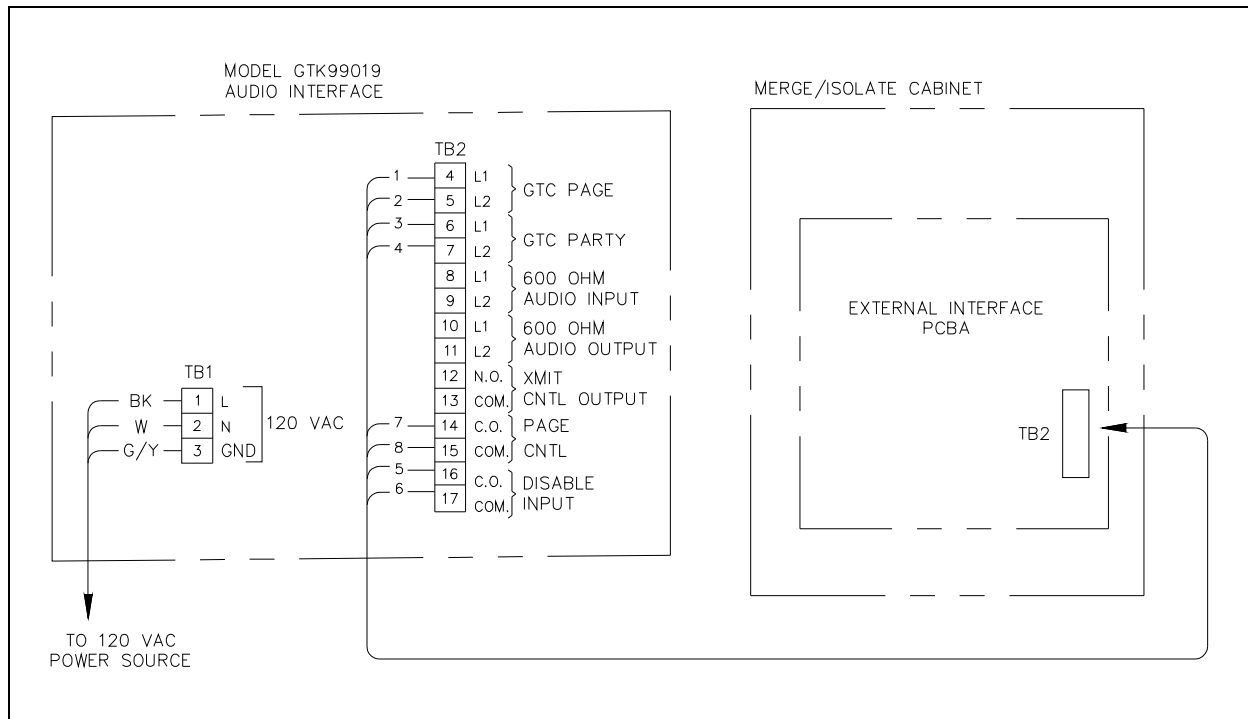 MODEL GTK99019
AUDIO INTERFACE
MERGE/ISOLATE CABINET
TB2
1 4 L1
2 5 L2
GTC PAGE
3 6 L1
4 7 L2
GTC PARTY
8 L1
9 L2
600 OHM
AUDIO INPUT
10 L1
11 L2
600 OHM
AUDIO OUTPUT
12 N.O. XMIT
13 COM. CNTL OUTPUT
7 14 C.O. PAGE
8 15 COM. CNTL
5 16 C.O. DISABLE
6 17 COM. INPUT
TB1
BK 1 L
W 2 N
G/Y 3 GND
120 VAC
EXTERNAL INTERFACE
PCBA
TB2
TO 120 VAC
POWER SOURCE